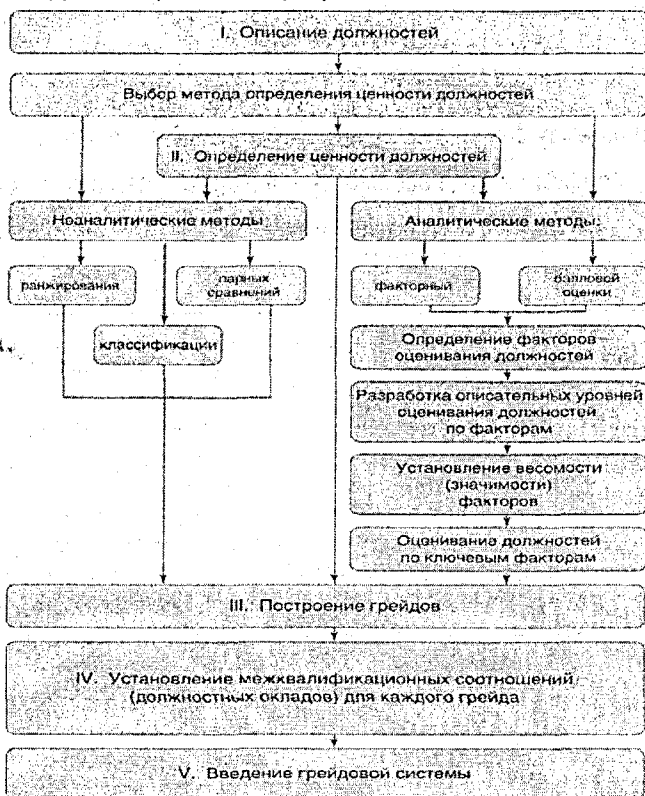 I. Описание должностей
Выбор метода определения ценности должностей
II. Определение ценности должностей
Неаналитические методы
Аналитические методы:
ранжирования
парных
сравнений
факторный
балловой
оценки
классификации
Определение факторов
оценивания должностей
Разработка описательных уровней
оценивания должностей
по факторам
Установление весомости
(значимости)
факторов
Оценивание должностей
по ключевым факторам
III. Построение грейдов
IV. Установление межквалификационных соотношений
(должностных окладов) для каждого грейда
V. Введение грейдовой системы